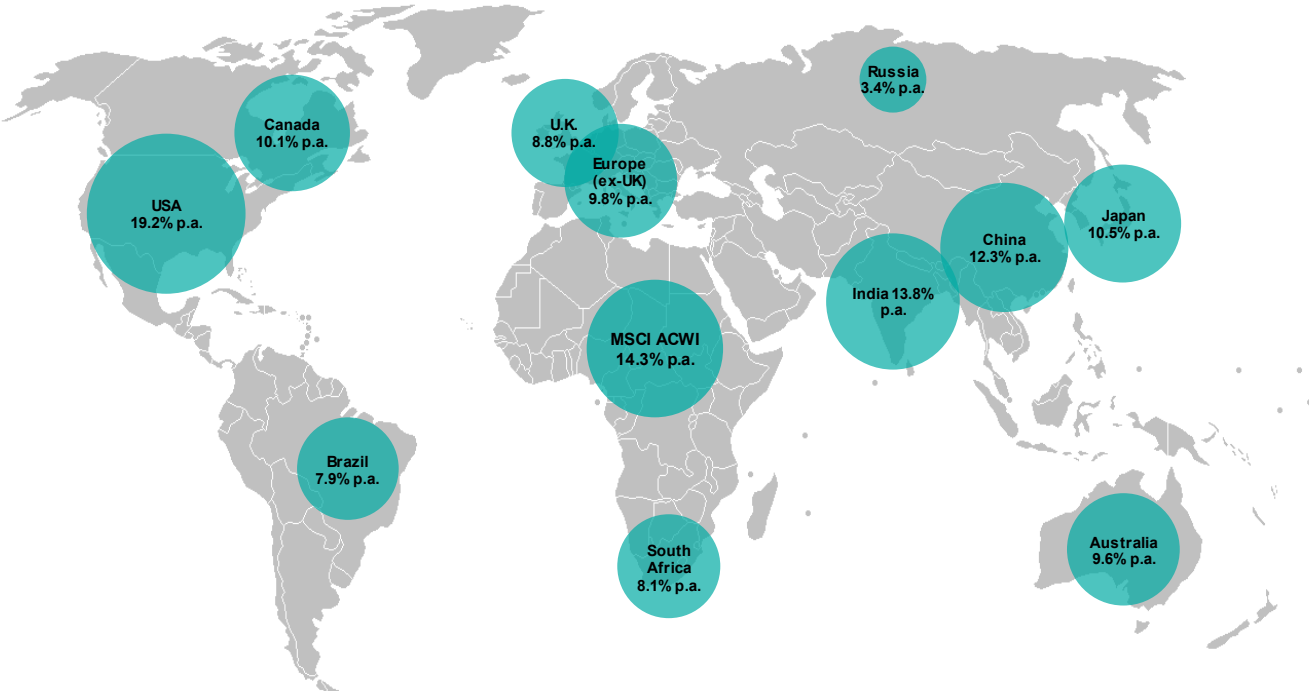 Russia
3.4% p.a.
Canada
10.1% p.a.
U.K.
8.8% p.a.
Europe
(ex-UK)
9.8% p.a.
USA
19.2% p.a.
Japan
10.5% p.a.
China
12.3% p.a.
India 13.8%
p.a.
MSCI ACWI
14.3% p.a.
Brazil
7.9% p.a.
South
Africa
8.1% p.a.
Australia
9.6% p.a.